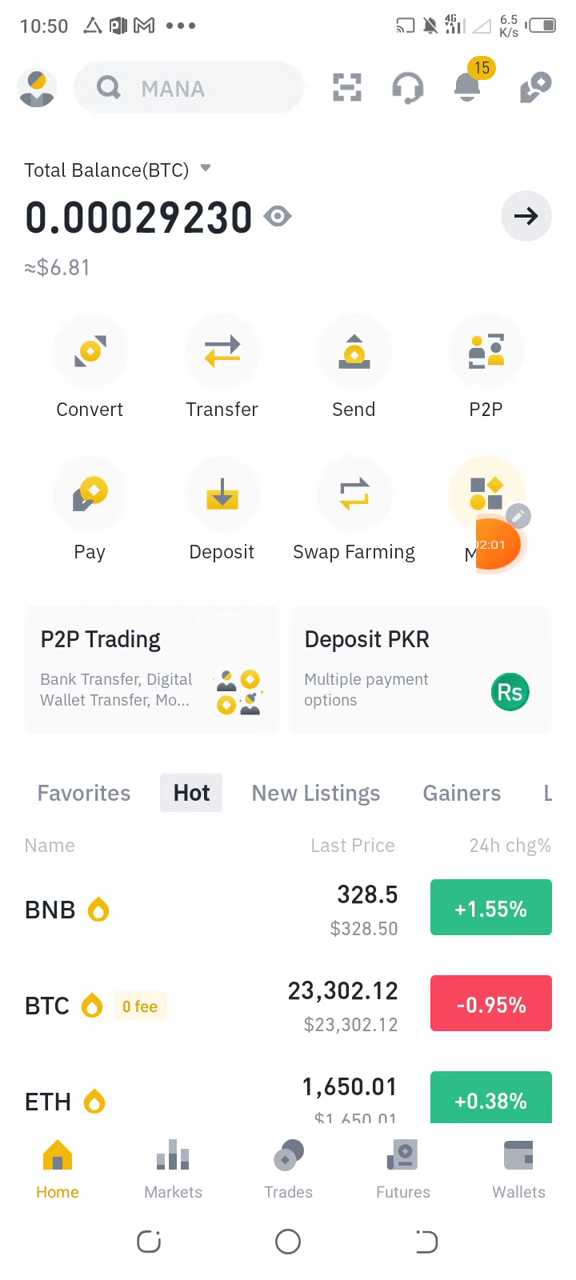 10:50
4G
6.5
K/s
MANA
15
Total Balance(BTC)
0.00029230
≈$6.81
Convert
Transfer
Send
P2P
Pay
Deposit
Swap Farming
02:01
P2P Trading
Bank Transfer, Digital
Wallet Transfer, Mo...
Deposit PKR
Multiple payment
options
Rs
Favorites
Hot
New Listings
Gainers
Name
Last Price
24h chg%
BNB
328.5
$328.50
+1.55%
BTC
0 fee
23,302.12
$23,302.12
-0.95%
ETH
1,650.01
$1,650.01
+0.38%
Home
Markets
Trades
Futures
Wallets